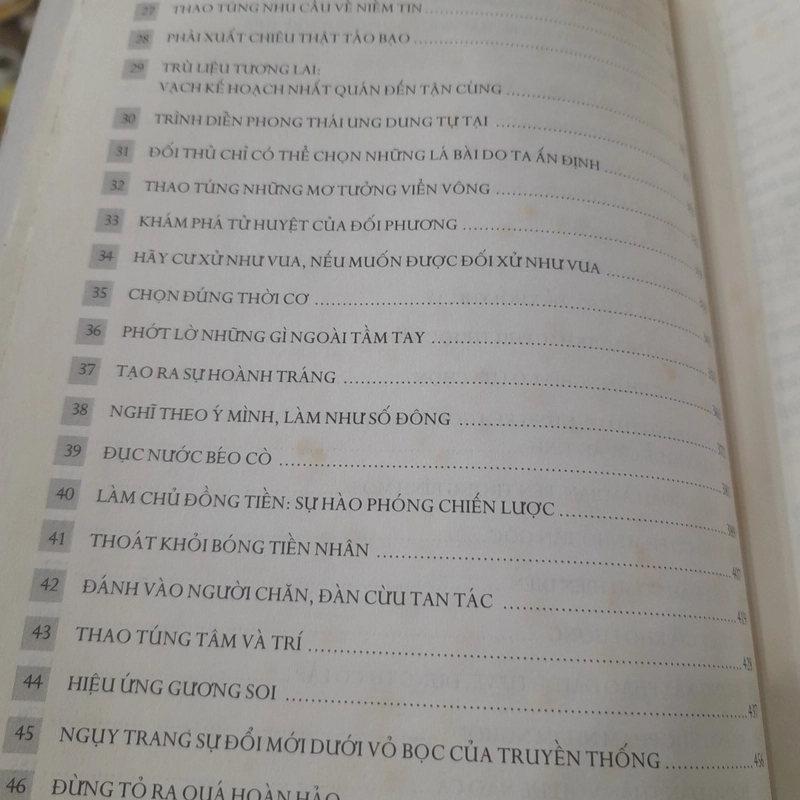 27 THAO TÚNG NHU CẦU VỀ NIỀM TIN
28 PHẢI XUẤT CHIÊU THẬT TÁO BẠO
29 TRÙ LIỆU TƯƠNG LAI:
VẠCH KẾ HOẠCH NHẤT QUÁN ĐẾN TẬN CÙNG
30 TRÌNH DIỄN PHONG THÁI UNG DUNG TỰ TẠI
31 ĐỐI THỦ CHỈ CÓ THỂ CHỌN NHỮNG LÁ BÀI DO TA ẤN ĐỊNH
32 THAO TÚNG NHỮNG MƠ TƯỞNG VIỂN VÔNG
33 KHÁM PHÁ TỬ HUYỆT CỦA ĐỐI PHƯƠNG
34 HÃY CƯ XỬ NHƯ VUA, NẾU MUỐN ĐƯỢC ĐỐI XỬ NHƯ VUA
35 CHỌN ĐÚNG THỜI CƠ
36 PHỚT LỜ NHỮNG GÌ NGOÀI TẦM TAY
37 TẠO RA SỰ HOÀNH TRÁNG
38 NGHĨ THEO Ý MÌNH, LÀM NHƯ SỐ ĐÔNG
39 ĐỤC NƯỚC BÉO CÒ
40 LÀM CHỦ ĐỒNG TIỀN: SỰ HÀO PHÓNG CHIẾN LƯỢC
41 THOÁT KHỎI BÓNG TIỀN NHÂN 407
42 ĐÁNH VÀO NGƯỜI CHĂN, ĐÀN CỪU TAN TÁC 419
43 THAO TÚNG TÂM VÀ TRÍ 428
44 HIỆU ỨNG GƯƠNG SOI 437
45 NGỤY TRANG SỰ ĐỔI MỚI DƯỚI VỎ BỌC CỦA TRUYỀN THỐNG 456
46 ĐỪNG TỎ RA QUÁ HOÀN HẢO